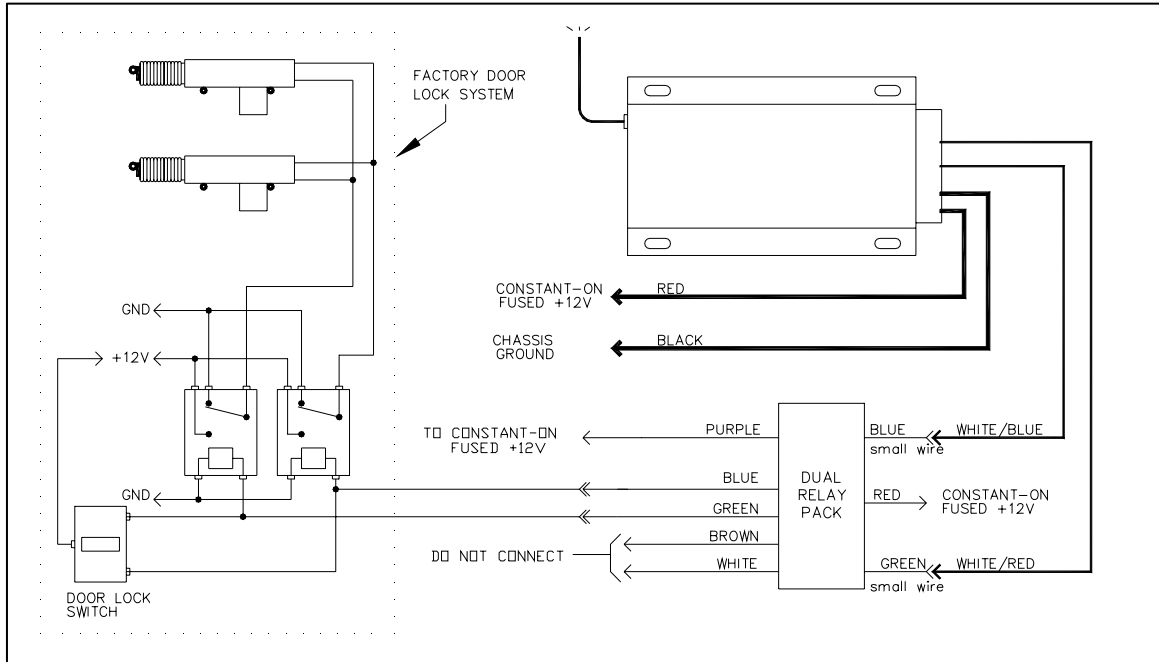 FACTORY DOOR
LOCK SYSTEM
GND
+12V
GND
DOOR LOCK
SWITCH
CONSTANT-ON
FUSED +12V
RED
CHASSIS
GROUND
BLACK
TO CONSTANT-ON
FUSED +12V
PURPLE
BLUE
GREEN
BROWN
DO NOT CONNECT
WHITE
DUAL
RELAY
PACK
BLUE
small wire
WHITE/BLUE
RED
CONSTANT-ON
FUSED +12V
GREEN
small wire
WHITE/RED